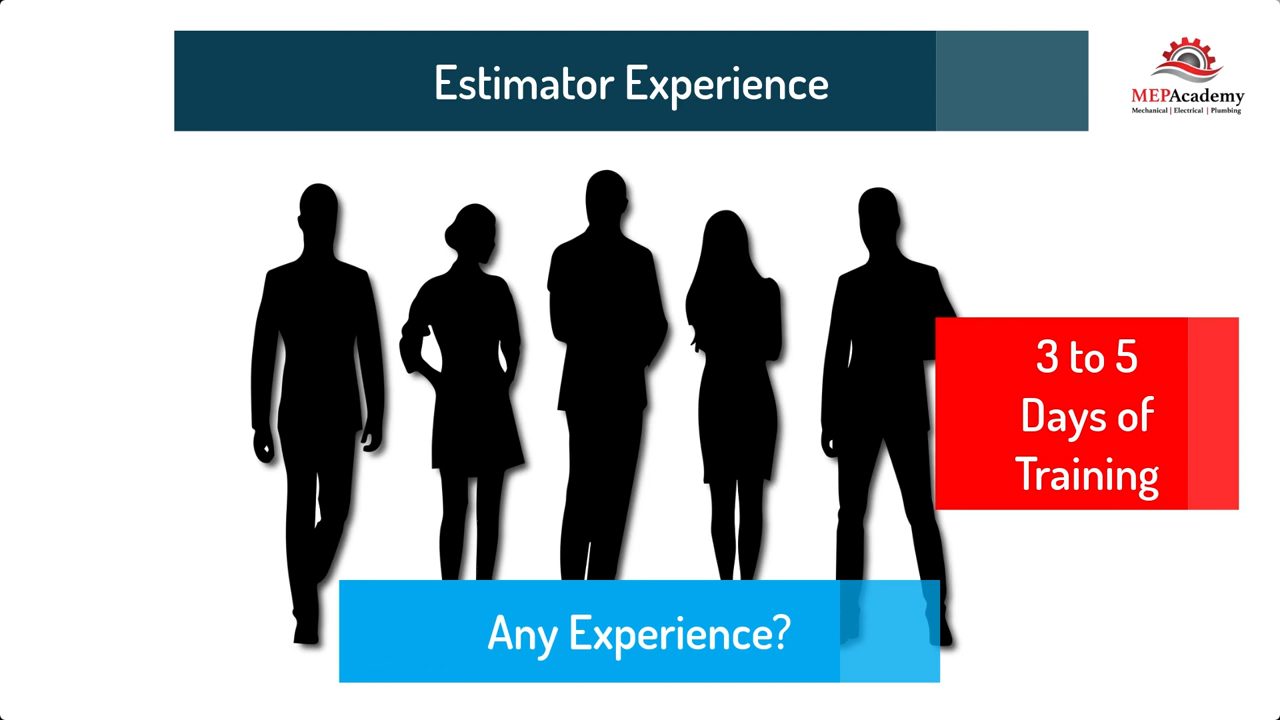 Estimator Experience
MEPAcademy
Mechanical | Electrical | Plumbing
3 to 5
Days of
Training
Any Experience?